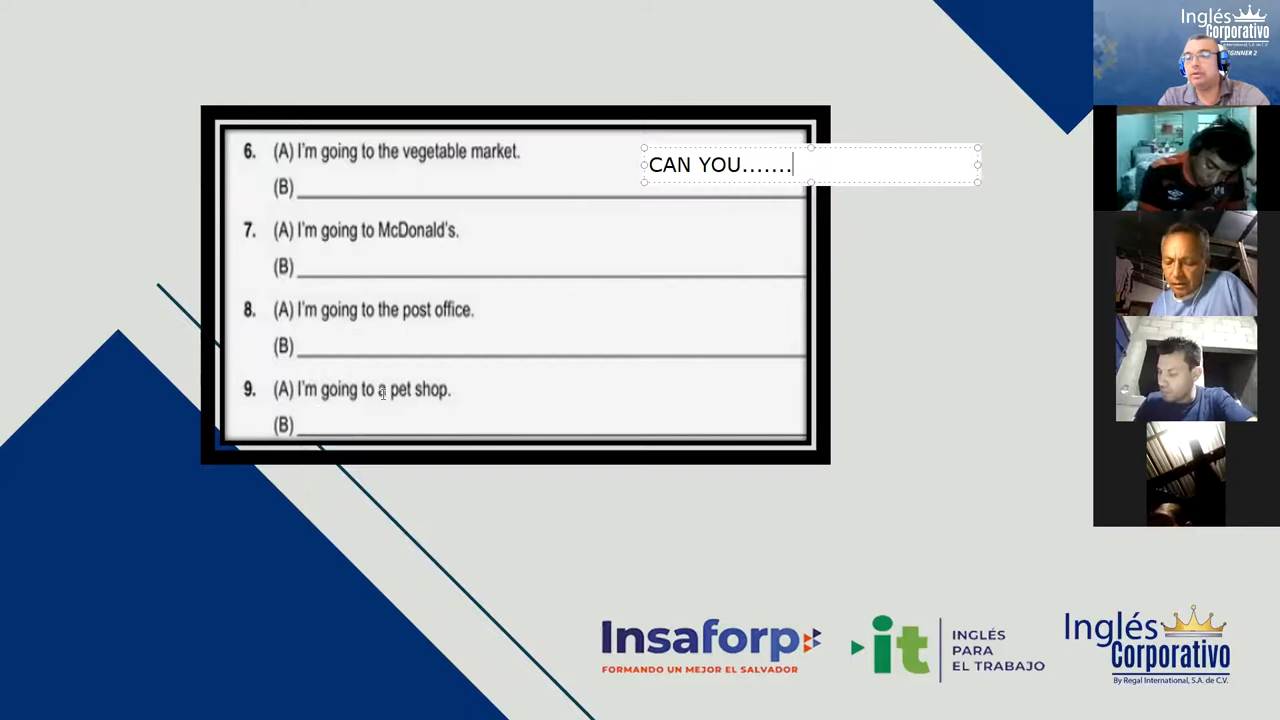 6. (A) I'm going to the vegetable market.
CAN YOU.......
(B)
7. (A) I'm going to McDonald's.
(B)
8. (A) I'm going to the post office.
(B)
9. (A) I'm going to a pet shop.
(B)
Inglés
Corporativo
BEGINNER 2
Insaforp
FORMANDO UN MEJOR EL SALVADOR
it
INGLÉS
PARA
EL TRABAJO
Inglés
Corporativo
By Regal International, S.A. de C.V.